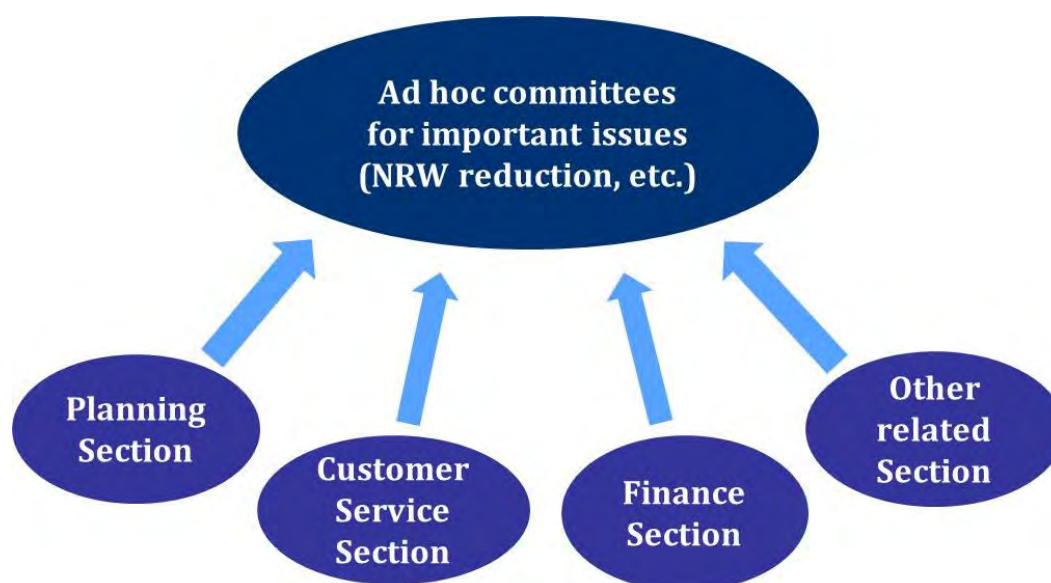 Ad hoc committees
for important issues
(NRW reduction, etc.)
Planning
Section
Customer
Service
Section
Finance
Section
Other
related
Section